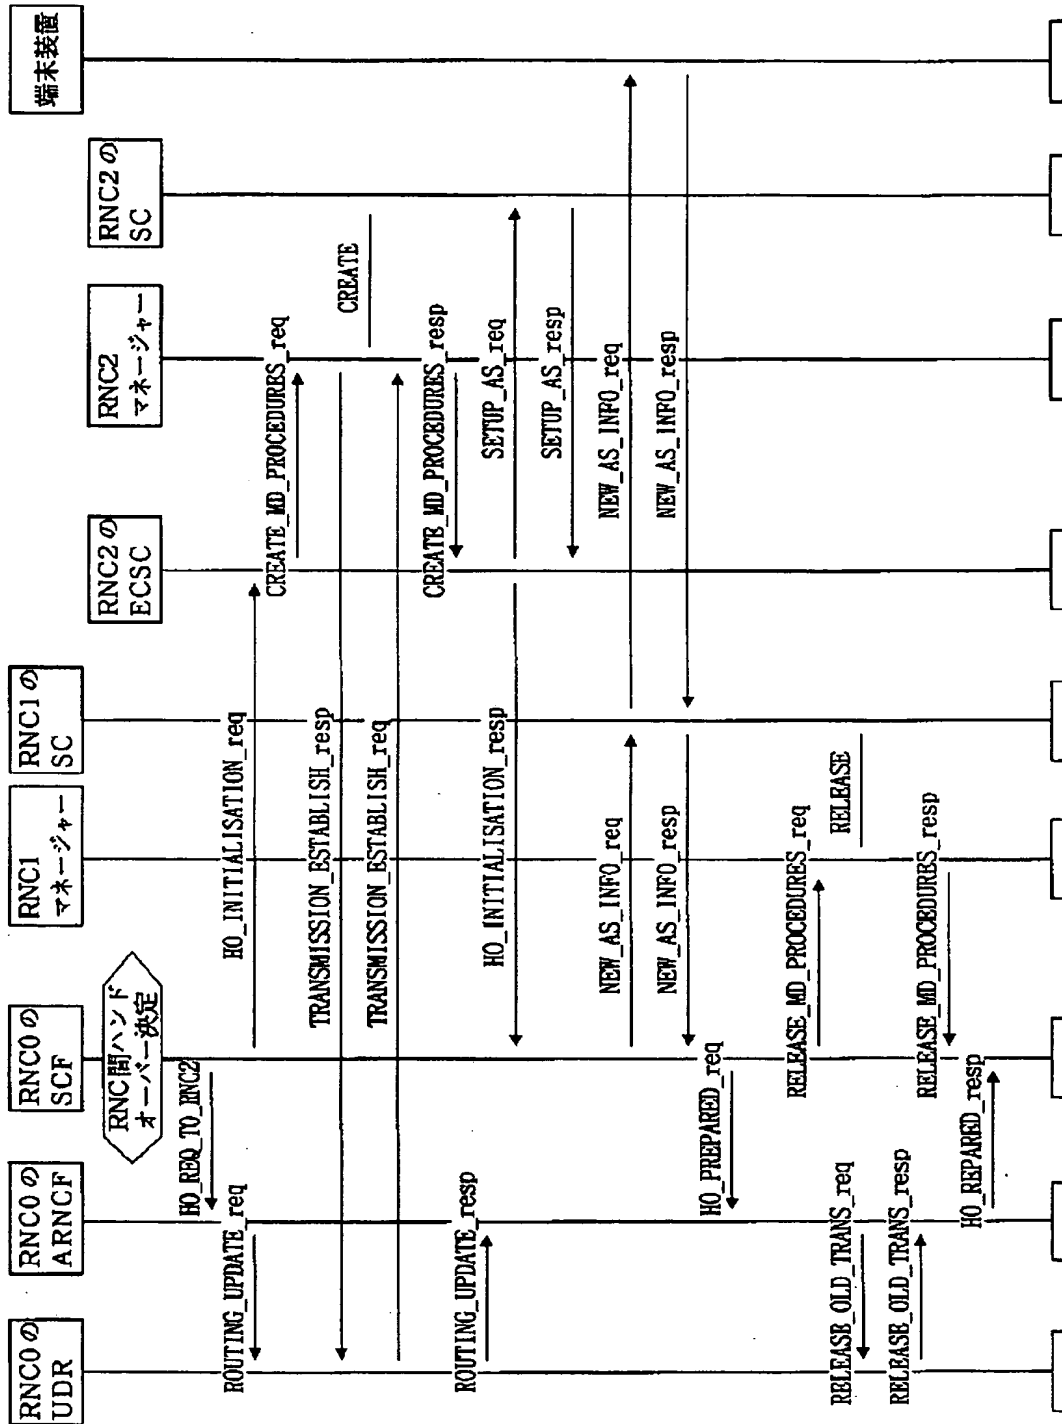 RNC0の
UDR
RNC0の
ARNCF
RNC0の
SCF
RNC1
マネージャー
RNC1の
SC
RNC2の
ECSC
RNC2
マネージャー
RNC2の
SC
端末装置
RNC間ハンド
オーバー決定
HO_REQ_TO_RNC2
ROUTING_UPDATE_req
HO_INITIALISATION_req
CREATE_MD_PROCEDURES_req
TRANSMISSION_ESTABLISH_resp
CREATE
TRANSMISSION_ESTABLISH_req
CREATE_MD_PROCEDURES_resp
ROUTING_UPDATE_resp
HO_INITIALISATION_resp
SETUP_AS_req
SETUP_AS_resp
NEW_AS_INFO_req
NEW_AS_INFO_req
NEW_AS_INFO_resp
NEW_AS_INFO_resp
HO_PREPARED_req
RELEASE_MD_PROCEDURES_req
RELEASE
RELEASE_OLD_TRANS_req
RELEASE_OLD_TRANS_resp
RELEASE_MD_PROCEDURES_resp
HO_REPARED_resp